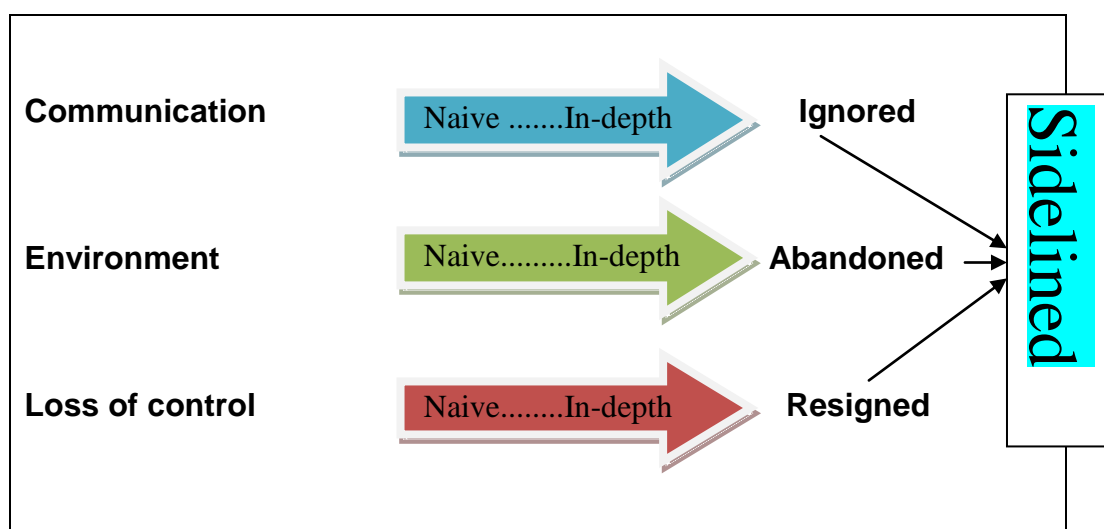 Communication
Naive .......In-depth
Ignored
Environment
Naive.........In-depth
Abandoned
Loss of control
Naive........In-depth
Resigned
Sidelined